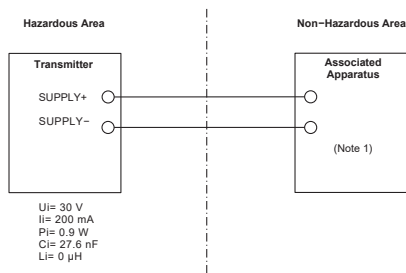 Hazardous Area
Non−Hazardous Area
Transmitter
SUPPLY+
SUPPLY−
Associated
Apparatus
(Note 1)
Ui= 30 V
Ii= 200 mA
Pi= 0.9 W
Ci= 27.6 nF
Li= 0 µH